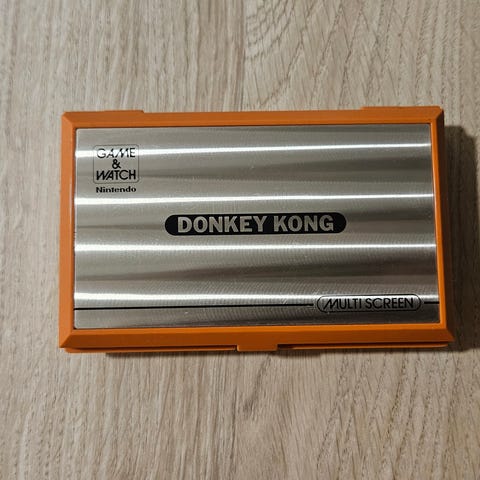 GAME
&
WATCH
Nintendo
DONKEY KONG
MULTI SCREEN